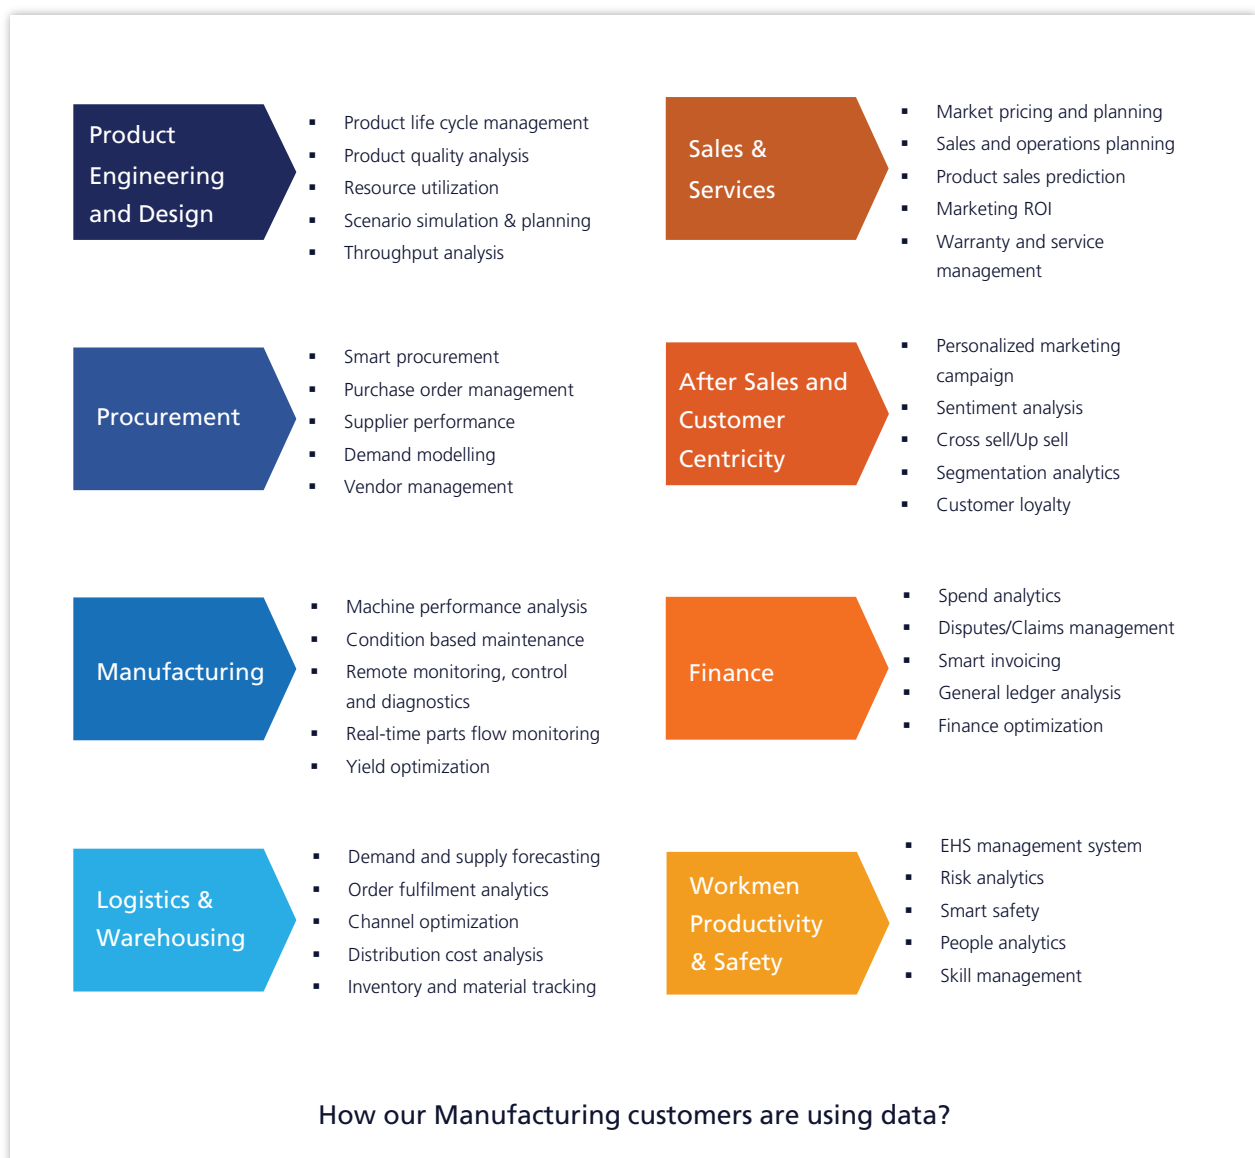 Product
Engineering
and Design
▪ Product life cycle management
▪ Product quality analysis
▪ Resource utilization
▪ Scenario simulation & planning
▪ Throughput analysis
Sales &
Services
▪ Market pricing and planning
▪ Sales and operations planning
▪ Product sales prediction
▪ Marketing ROI
▪ Warranty and service
management
Procurement
▪ Smart procurement
▪ Purchase order management
▪ Supplier performance
▪ Demand modelling
▪ Vendor management
After Sales and
Customer
Centricity
▪ Personalized marketing
campaign
▪ Sentiment analysis
▪ Cross sell/Up sell
▪ Segmentation analytics
▪ Customer loyalty
Manufacturing
▪ Machine performance analysis
▪ Condition based maintenance
▪ Remote monitoring, control
and diagnostics
▪ Real-time parts flow monitoring
▪ Yield optimization
Finance
▪ Spend analytics
▪ Disputes/Claims management
▪ Smart invoicing
▪ General ledger analysis
▪ Finance optimization
Logistics &
Warehousing
▪ Demand and supply forecasting
▪ Order fulfilment analytics
▪ Channel optimization
▪ Distribution cost analysis
▪ Inventory and material tracking
Workmen
Productivity
& Safety
▪ EHS management system
▪ Risk analytics
▪ Smart safety
▪ People analytics
▪ Skill management
How our Manufacturing customers are using data?